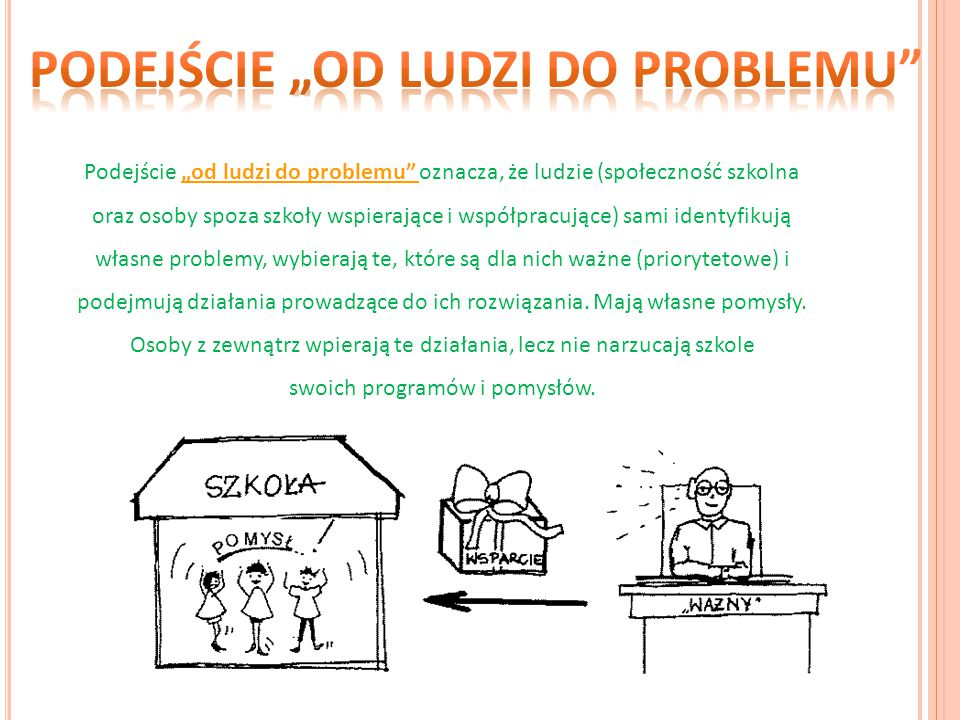 PODEJŚCIE „OD LUDZI DO PROBLEMU”
Podejście „od ludzi do problemu” oznacza, że ludzie (społeczność szkolna
oraz osoby spoza szkoły wspierające i współpracujące) sami identyfikują
własne problemy, wybierają te, które są dla nich ważne (priorytetowe) i
podejmują działania prowadzące do ich rozwiązania. Mają własne pomysły.
Osoby z zewnątrz wpierają te działania, lecz nie narzucają szkole
swoich programów i pomysłów.
SZKOŁA
POMYSŁ
WSPARCIE
„WAŻNY”